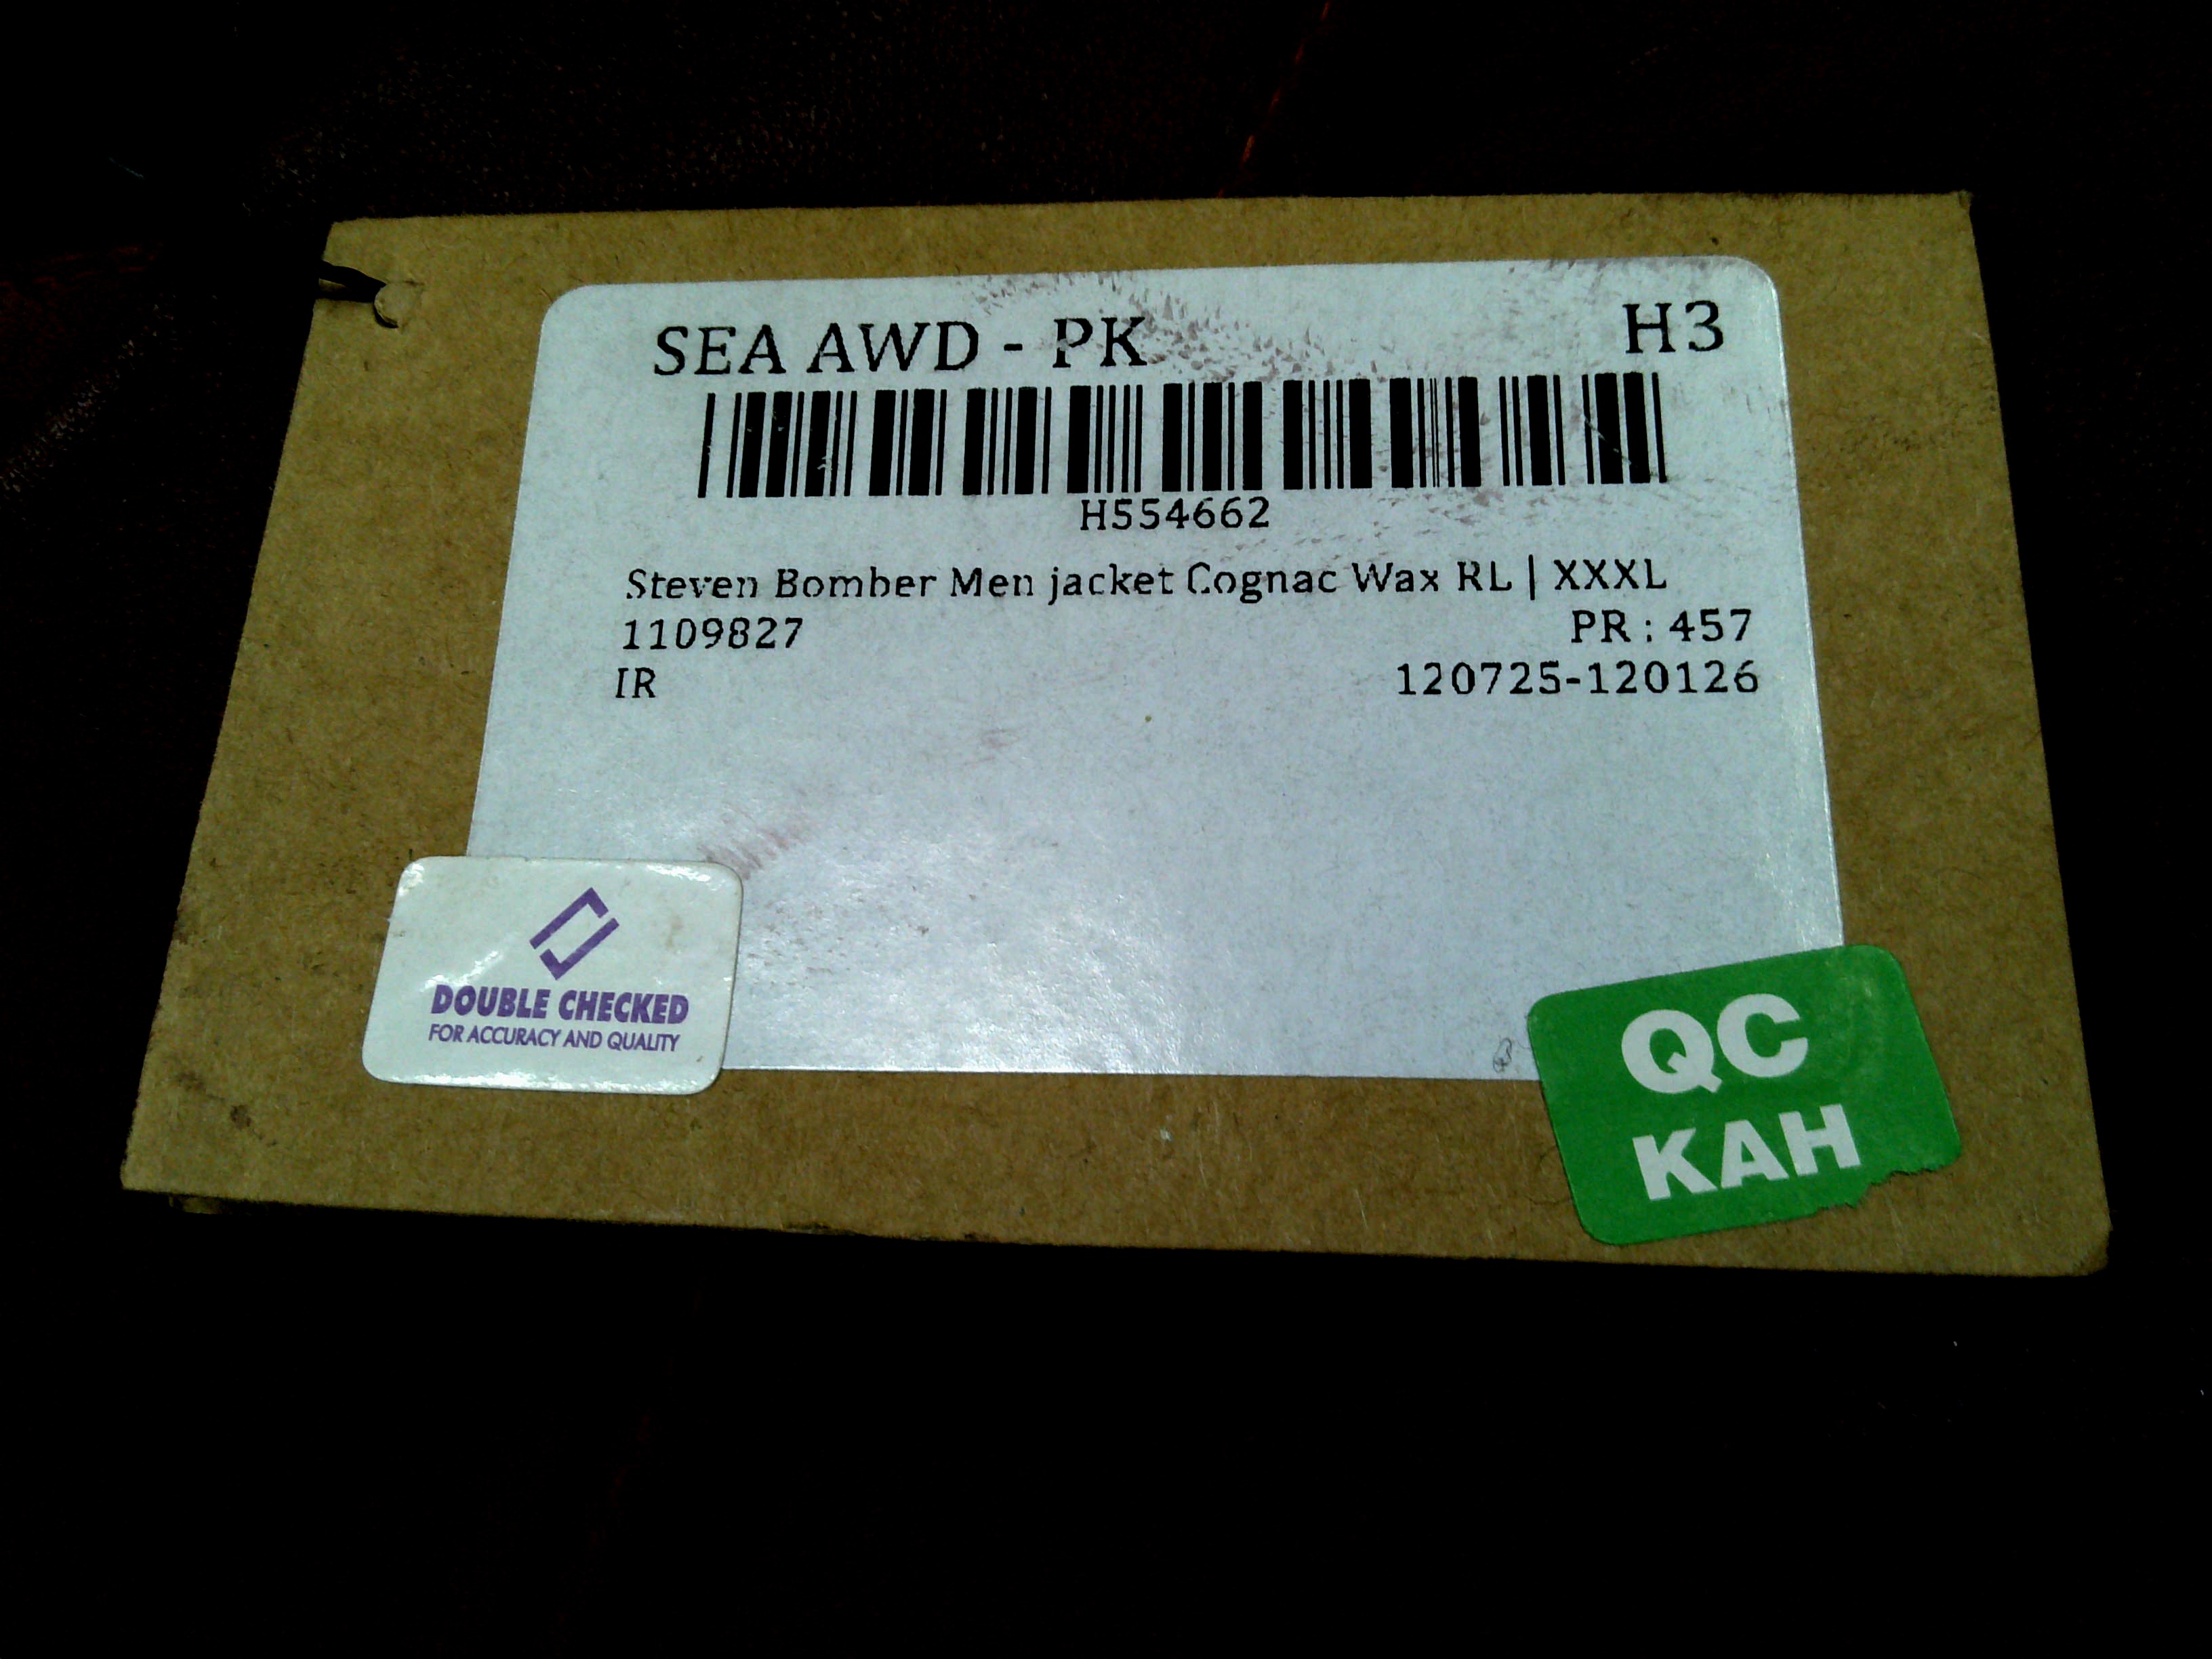 SEA AWD - PK
H3
H554662
Steven Bomber Men jacket Cognac Wax RL | XXXL
1109827
PR : 457
IR
120725-120126
DOUBLE CHECKED
FOR ACCURACY AND QUALITY
QC
KAH